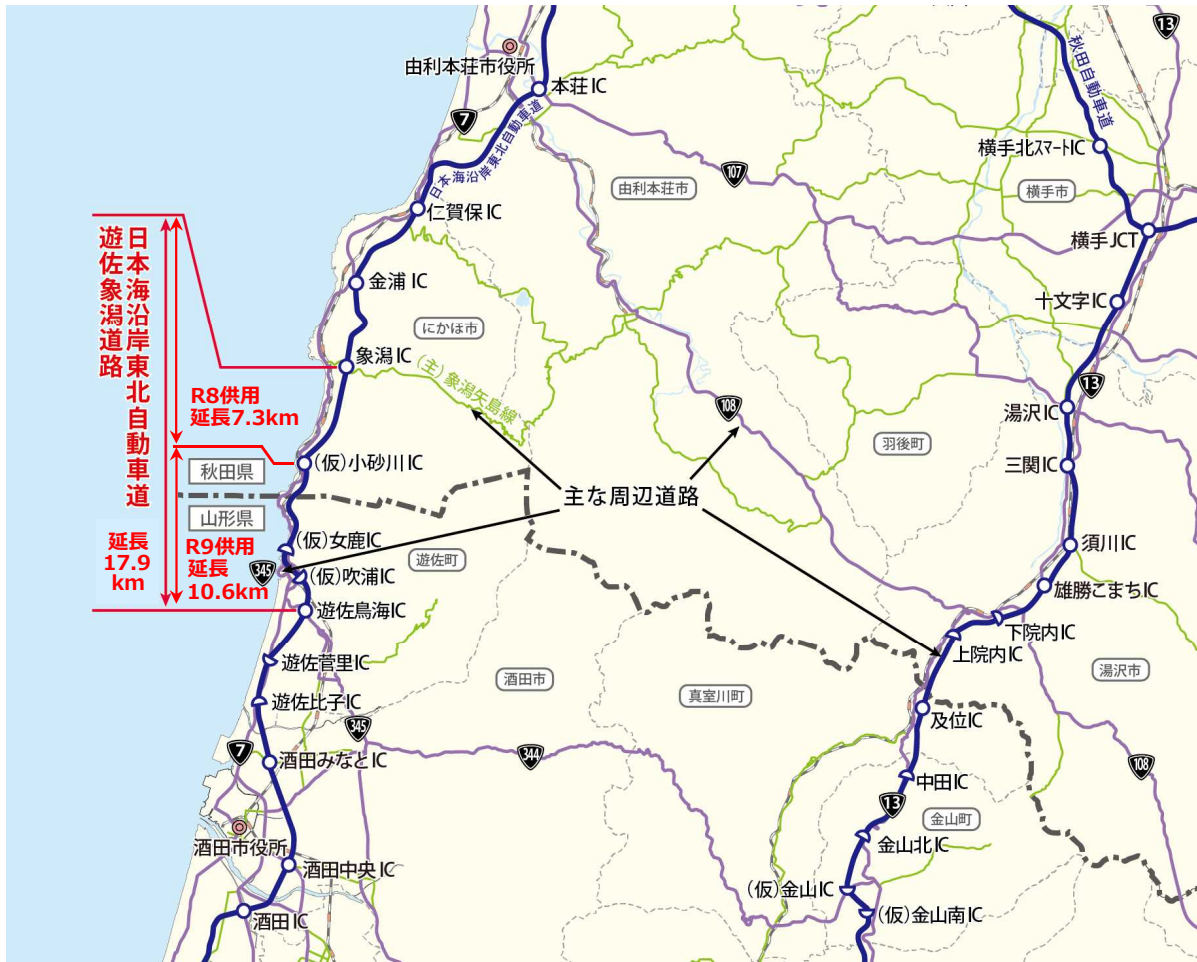 13
由利本荘市役所
本荘IC
7
日本海沿岸東北自動車道
秋田自動車道
横手北スマートIC
107
由利本荘市
横手市
仁賀保IC
横手JCT
日本海沿岸東北自動車道
遊佐象潟道路
金浦IC
十文字IC
にかほ市
象潟IC
(主)象潟矢島線
13
R8供用
延長7.3km
108
湯沢IC
羽後町
(仮)小砂川IC
三関IC
秋田県
主な周辺道路
山形県
延長
17.9
km
R9供用
延長
10.6km
(仮)女鹿IC
遊佐町
須川IC
345
(仮)吹浦IC
雄勝こまちIC
遊佐鳥海IC
下院内IC
上院内IC
遊佐菅里IC
酒田市
真室川町
湯沢市
遊佐比子IC
及位IC
345
7
酒田みなとIC
344
108
中田IC
13
金山町
酒田市役所
金山北IC
酒田中央IC
(仮)金山IC
酒田IC
(仮)金山南IC